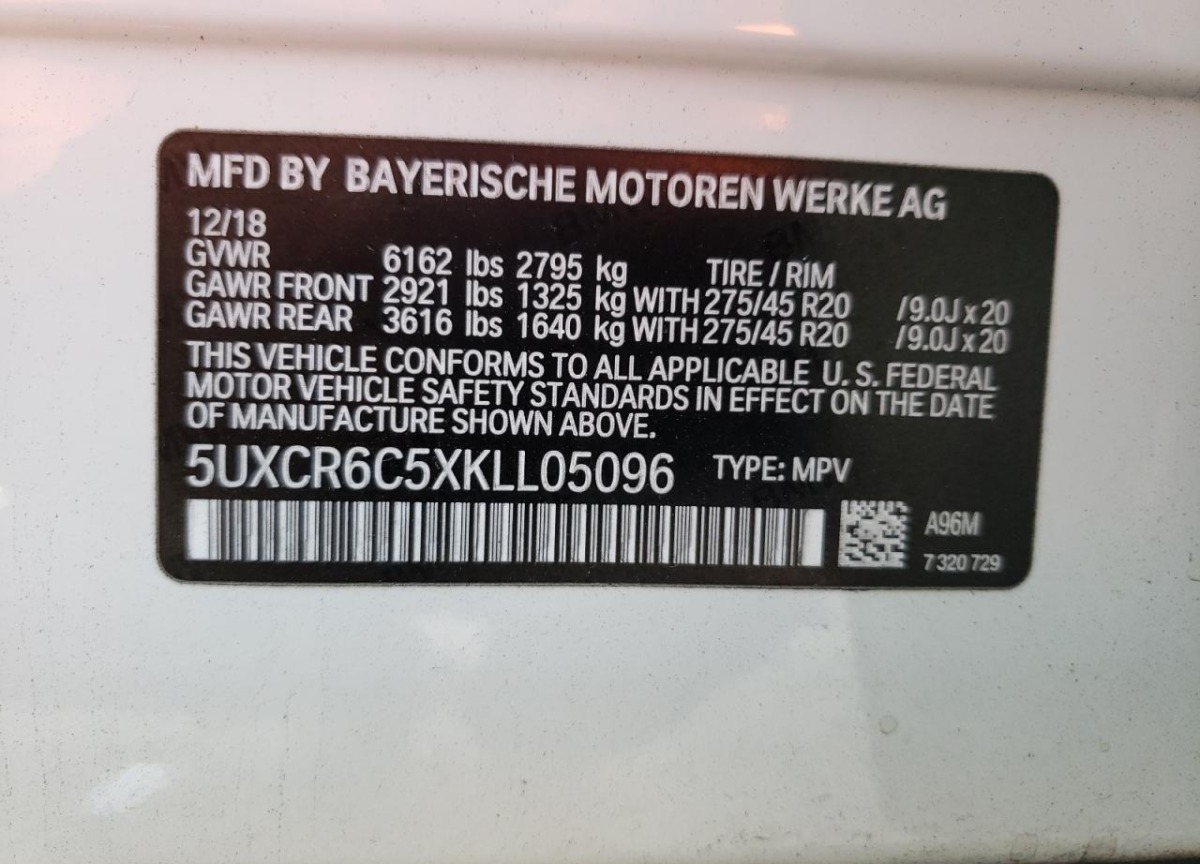 MFD BY BAYERISCHE MOTOREN WERKE AG
12/18
GVWR 6162 lbs 2795 kg TIRE / RIM
GAWR FRONT 2921 lbs 1325 kg WITH 275/45 R20 /9.0J x 20
GAWR REAR 3616 lbs 1640 kg WITH 275/45 R20 /9.0J x 20
THIS VEHICLE CONFORMS TO ALL APPLICABLE U. S. FEDERAL
MOTOR VEHICLE SAFETY STANDARDS IN EFFECT ON THE DATE
OF MANUFACTURE SHOWN ABOVE.
5UXCR6C5XKLL05096 TYPE: MPV
A96M
7 320 729